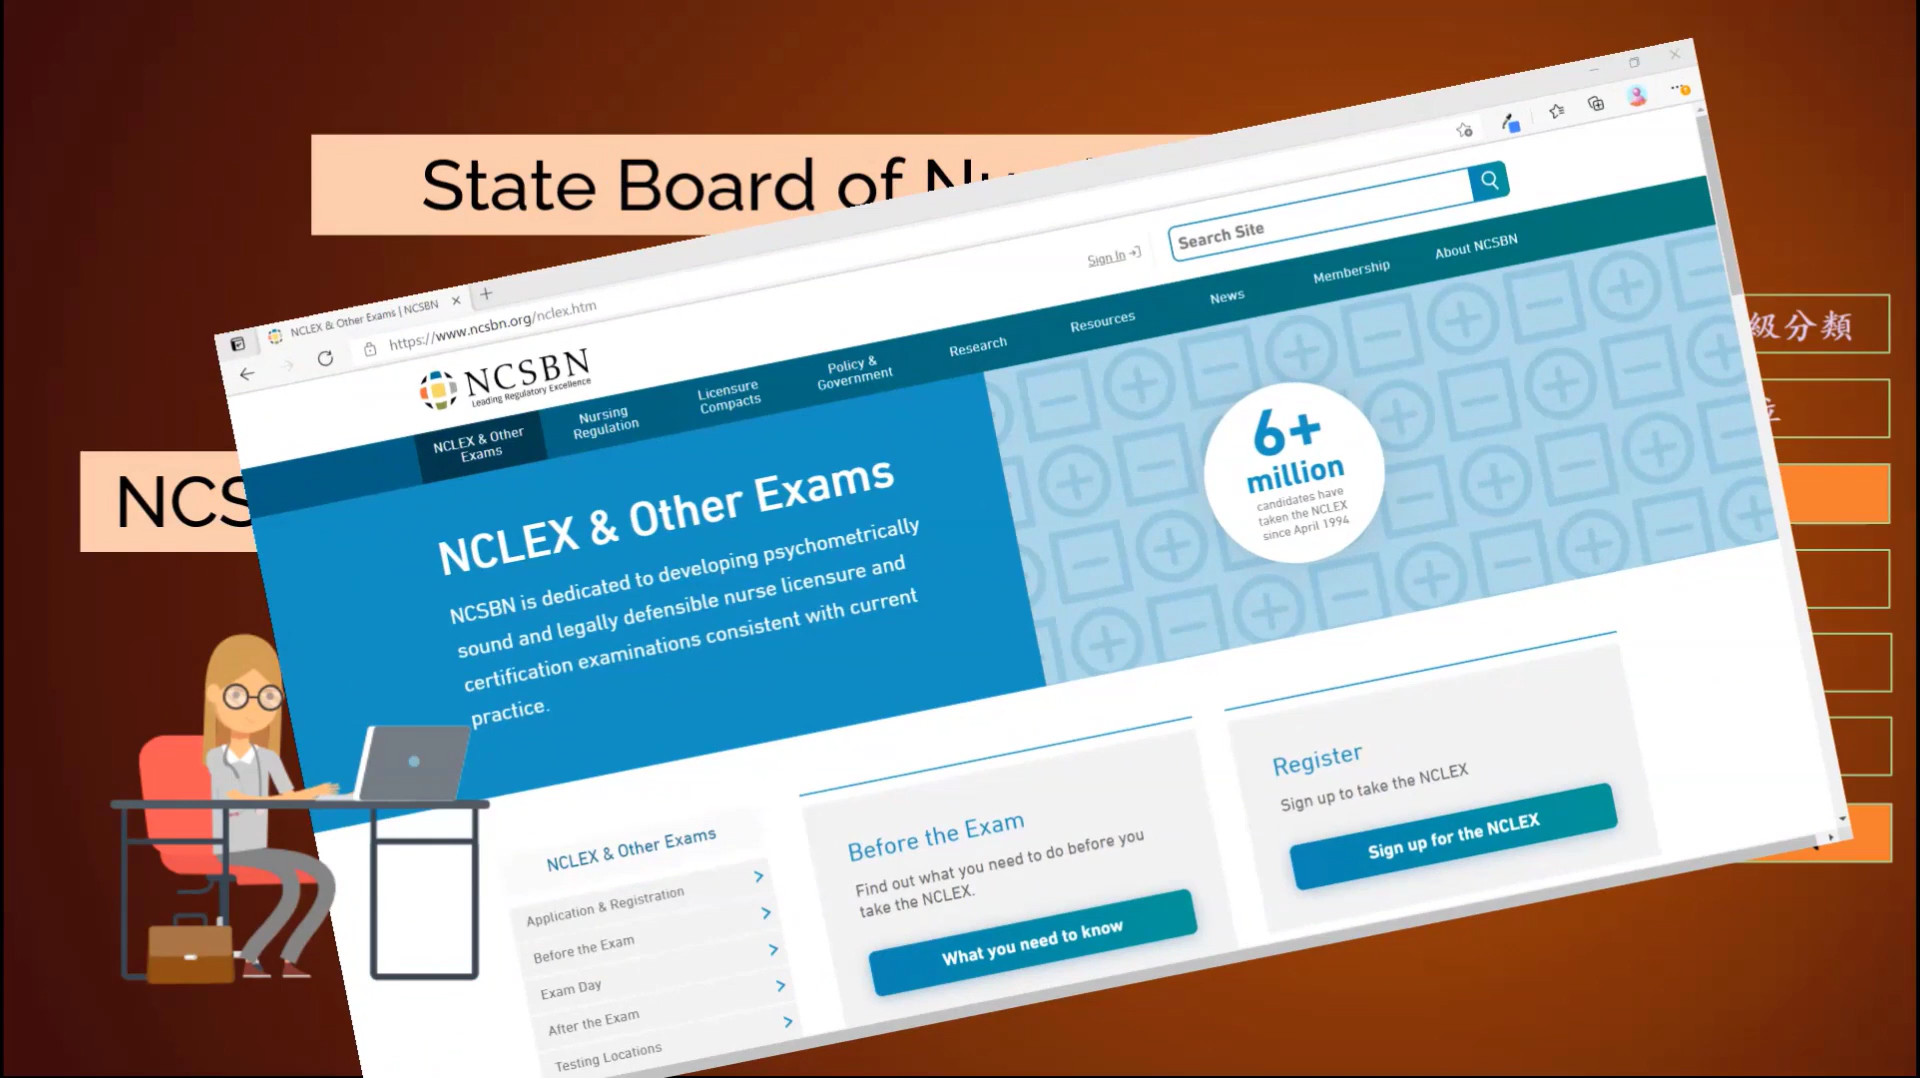 State Board of
NCLEX & Other Exams | NCSBN
https://www.ncsbn.org/nclex.htm
Sign In
Search Site
NCSBN
Leading Regulatory Excellence
NCLEX & Other
Exams
Nursing
Regulation
Licensure
Compacts
Policy &
Government
Research
Resources
News
Membership
About NCSBN
級分類
NCS
NCLEX & Other Exams
NCSBN is dedicated to developing psychometrically
sound and legally defensible nurse licensure and
certification examinations consistent with current
practice.
6+
million
candidates have
taken the NCLEX
since April 1994
NCLEX & Other Exams
Application & Registration
Before the Exam
Exam Day
After the Exam
Testing Locations
Before the Exam
Find out what you need to do before you
take the NCLEX.
What you need to know
Register
Sign up to take the NCLEX
Sign up for the NCLEX